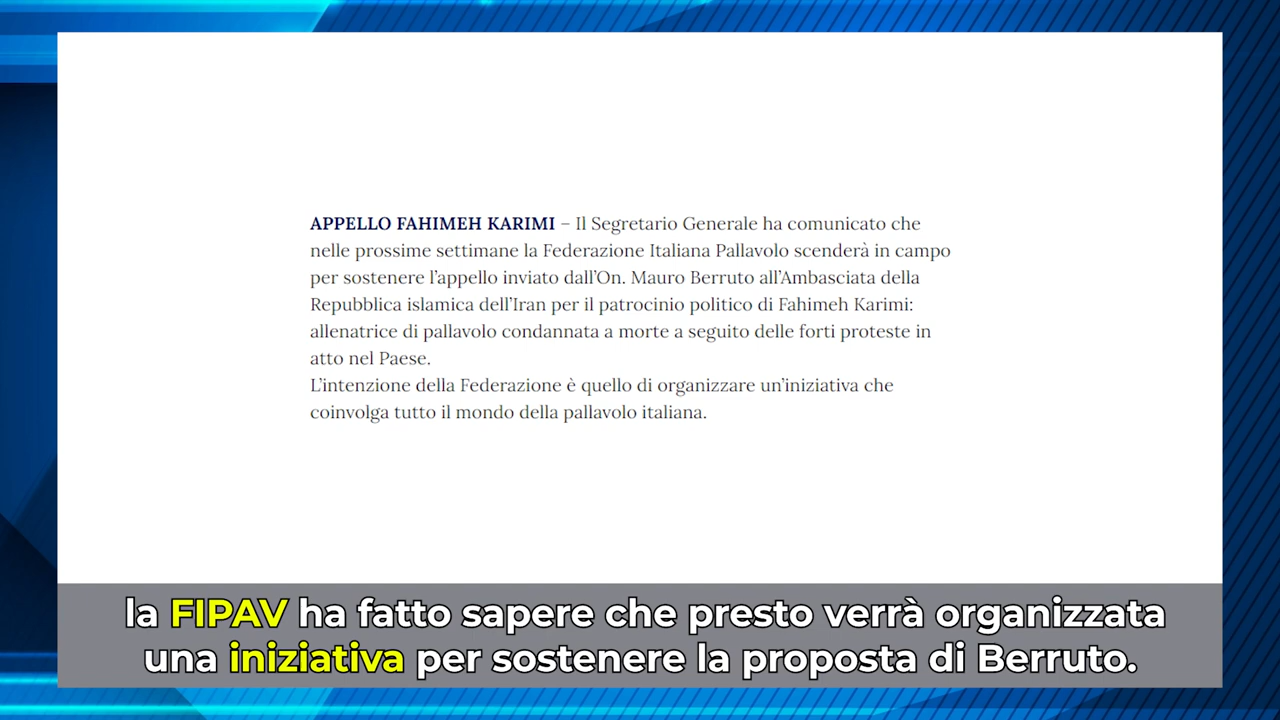 APPELLO FAHIMEH KARIMI – Il Segretario Generale ha comunicato che
nelle prossime settimane la Federazione Italiana Pallavolo scenderà in campo
per sostenere l’appello inviato dall’On. Mauro Berruto all’Ambasciata della
Repubblica islamica dell’Iran per il patrocinio politico di Fahimeh Karimi:
allenatrice di pallavolo condannata a morte a seguito delle forti proteste in
atto nel Paese.
L’intenzione della Federazione è quello di organizzare un’iniziativa che
coinvolga tutto il mondo della pallavolo italiana.
la FIPAV ha fatto sapere che presto verrà organizzata
una iniziativa per sostenere la proposta di Berruto.